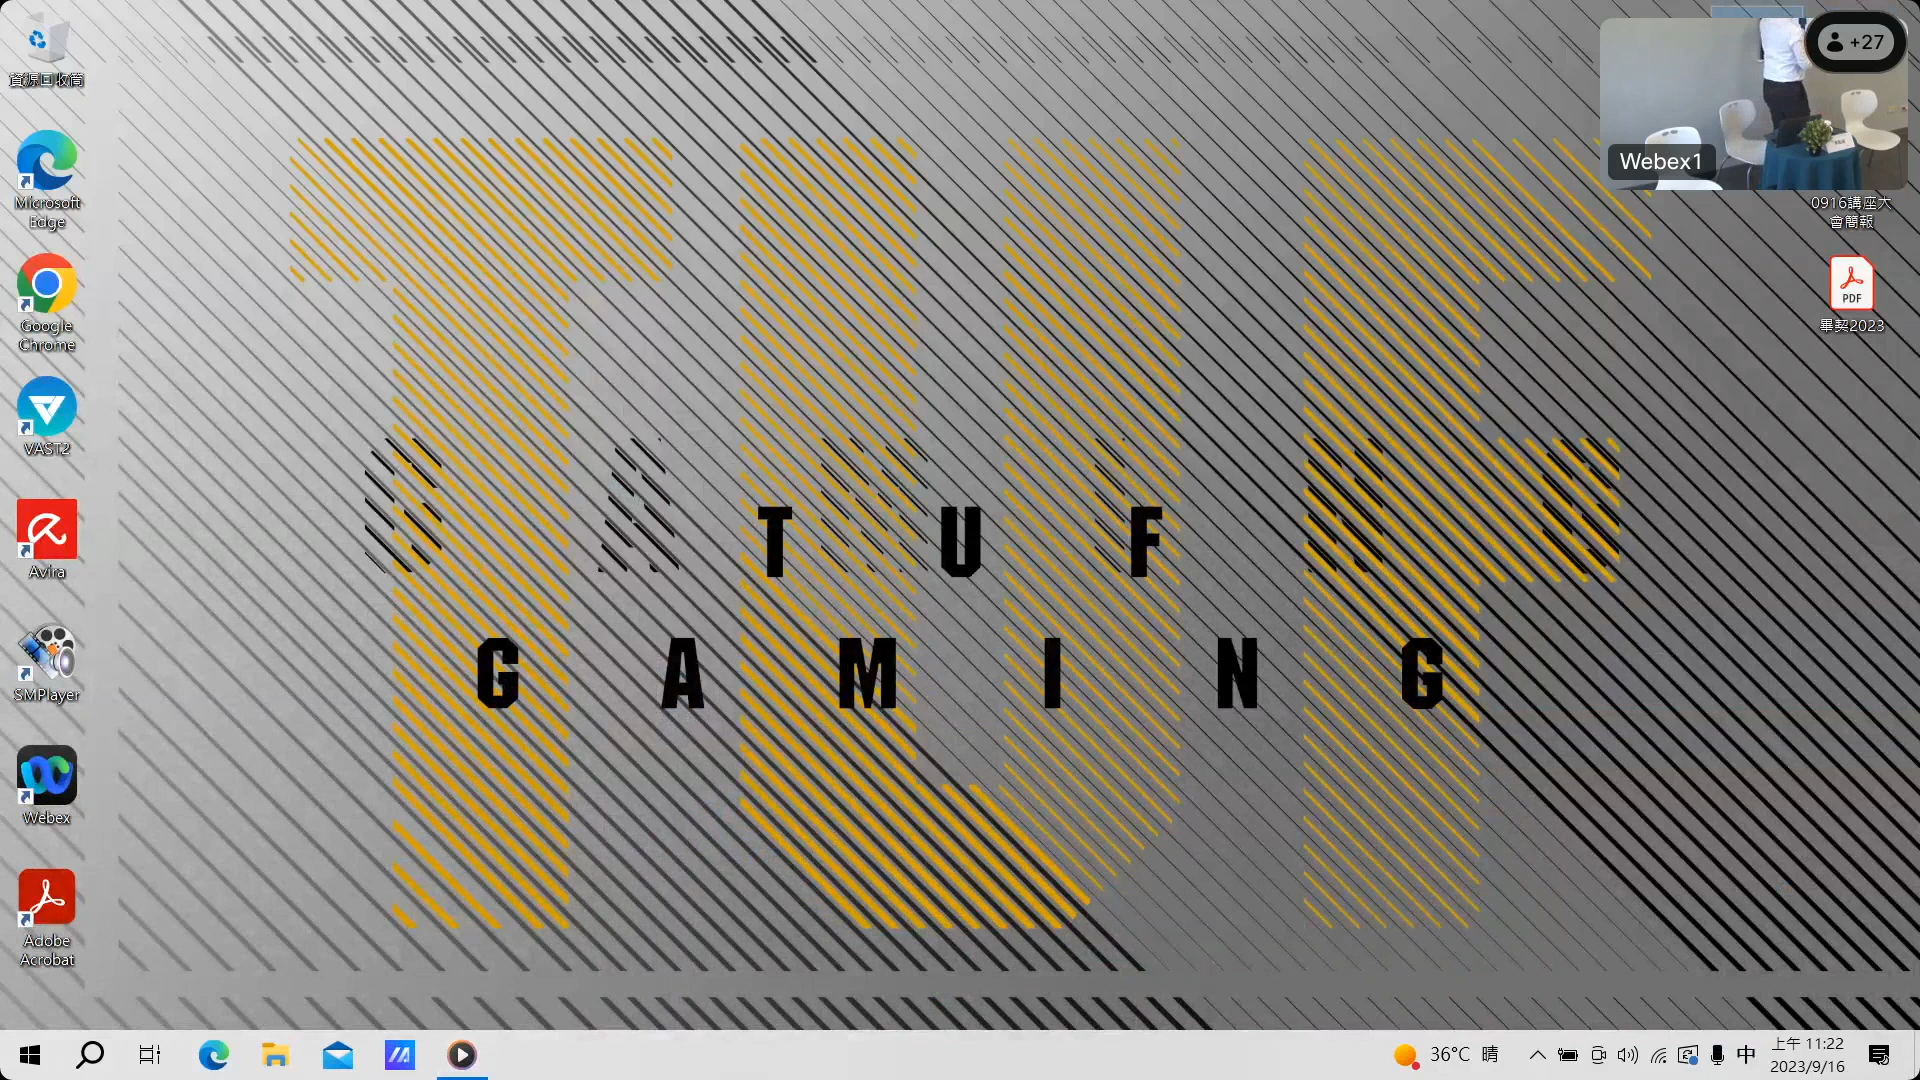 資源回收筒
Microsoft
Edge
Google
Chrome
VAST2
Avira
SMPlayer
Webex
Adobe
Acrobat
T U F
G A M I N G
+27
Webex1
0916講座大
會簡報
PDF
畢契2023
36°C 晴
中
上午 11:22
2023/9/16